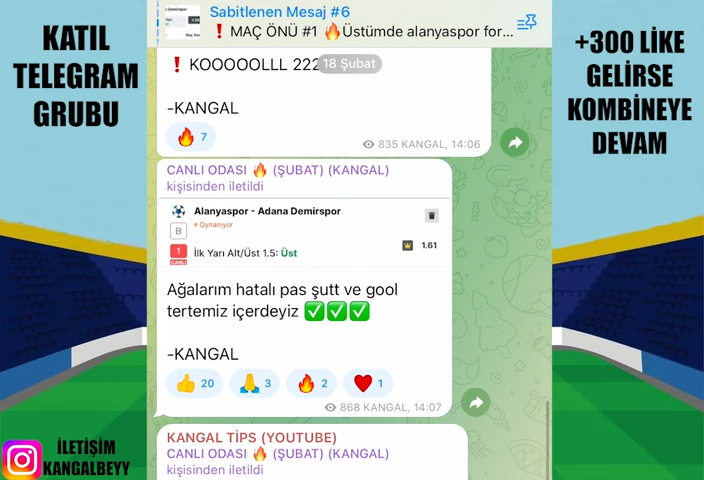 KATIL
TELEGRAM
GRUBU
Sabitlenen Mesaj #6
❗ MAÇ ÖNÜ #1 🔥Üstümde alanyaspor for...
❗ KOOOOOLLL 222
18 Şubat
-KANGAL
🔥 7
835 KANGAL, 14:06
CANLI ODASI 🔥 (ŞUBAT) (KANGAL)
kişisinden iletildi
Alanyaspor - Adana Demirspor
Oynanıyor
B
1
CANLI
İlk Yarı Alt/Üst 1.5: Üst
1.61
Ağalarım hatalı pas şutt ve gool
tertemiz içerdeyiz ✅✅✅
-KANGAL
👍 20 🙏 3 🔥 2 ❤️ 1
868 KANGAL, 14:07
KANGAL TİPS (YOUTUBE)
CANLI ODASI 🔥 (ŞUBAT) (KANGAL)
kişisinden iletildi
+300 LİKE
GELİRSE
KOMBİNEYE
DEVAM
İLETİŞİM
KANGALBEYY